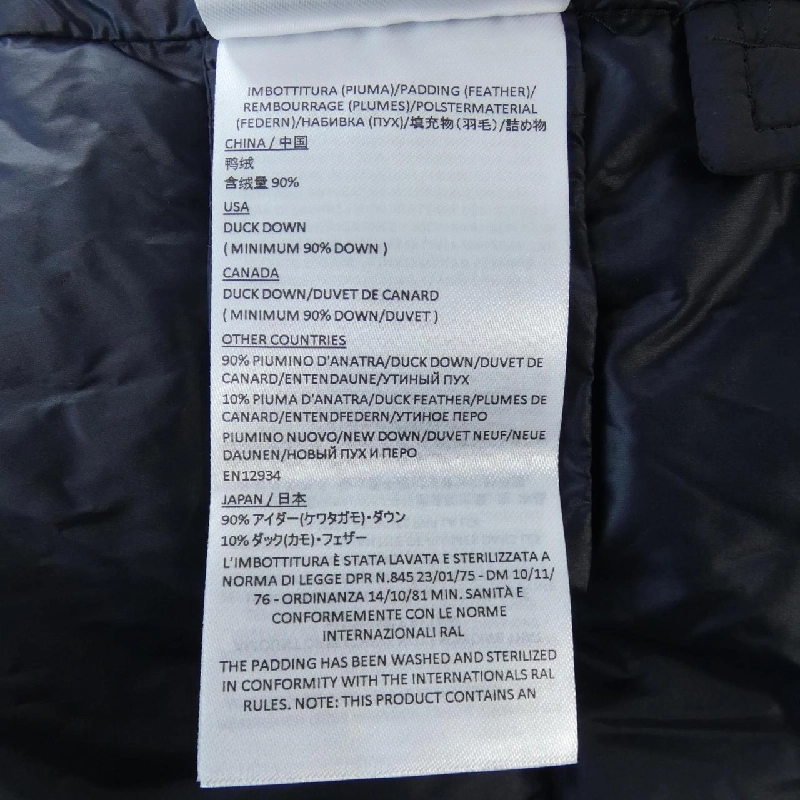 IMBOTTITURA (PIUMA)/PADDING (FEATHER)/
REMBOURRAGE (PLUMES)/POLSTERMATERIAL
(FEDERN)/НАБИВКА (ПУХ)/填充物(羽毛)/詰め物
CHINA / 中国
鸭绒
含绒量 90%
USA
DUCK DOWN
( MINIMUM 90% DOWN )
CANADA
DUCK DOWN/DUVET DE CANARD
( MINIMUM 90% DOWN/DUVET )
OTHER COUNTRIES
90% PIUMINO D'ANATRA/DUCK DOWN/DUVET DE
CANARD/ENTENDAUNE/УТИНЫЙ ПУХ
10% PIUMA D'ANATRA/DUCK FEATHER/PLUMES DE
CANARD/ENTENDFEDERN/УТИНОЕ ПЕРО
PIUMINO NUOVO/NEW DOWN/DUVET NEUF/NEUE
DAUNEN/НОВЫЙ ПУХ И ПЕРО
EN12934
JAPAN / 日本
90% アイダー(ケワタガモ)・ダウン
10% ダック(カモ)・フェザー
L'IMBOTTITURA È STATA LAVATA E STERILIZZATA A
NORMA DI LEGGE DPR N.845 23/01/75 - DM 10/11/
76 - ORDINANZA 14/10/81 MIN. SANITÀ E
CONFORMEMENTE CON LE NORME
INTERNAZIONALI RAL
THE PADDING HAS BEEN WASHED AND STERILIZED
IN CONFORMITY WITH THE INTERNATIONALS RAL
RULES. NOTE: THIS PRODUCT CONTAINS AN